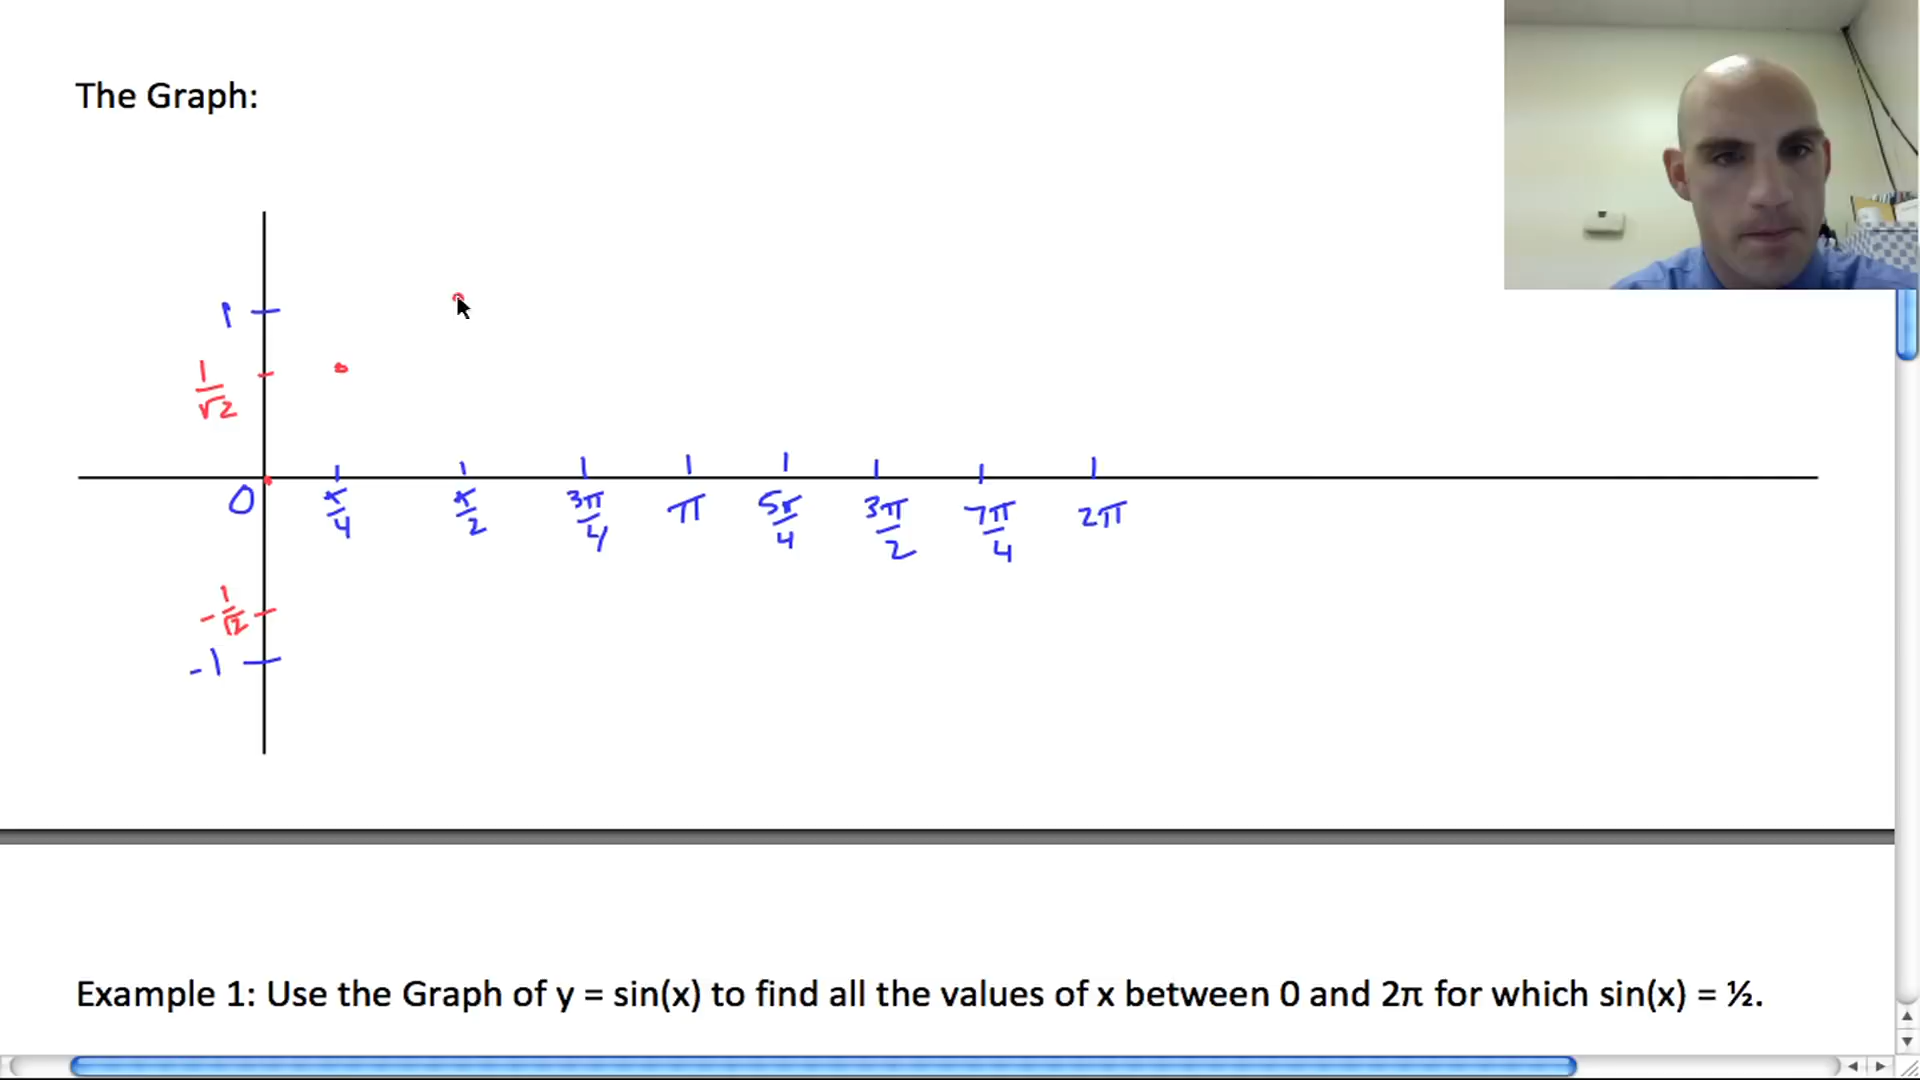 The Graph:
1
1/√2
0 π/4 π/2 3π/4 π 5π/4 3π/2 7π/4 2π
-1/√2
-1
Example 1: Use the Graph of y = sin(x) to find all the values of x between 0 and 2π for which sin(x) = ½.